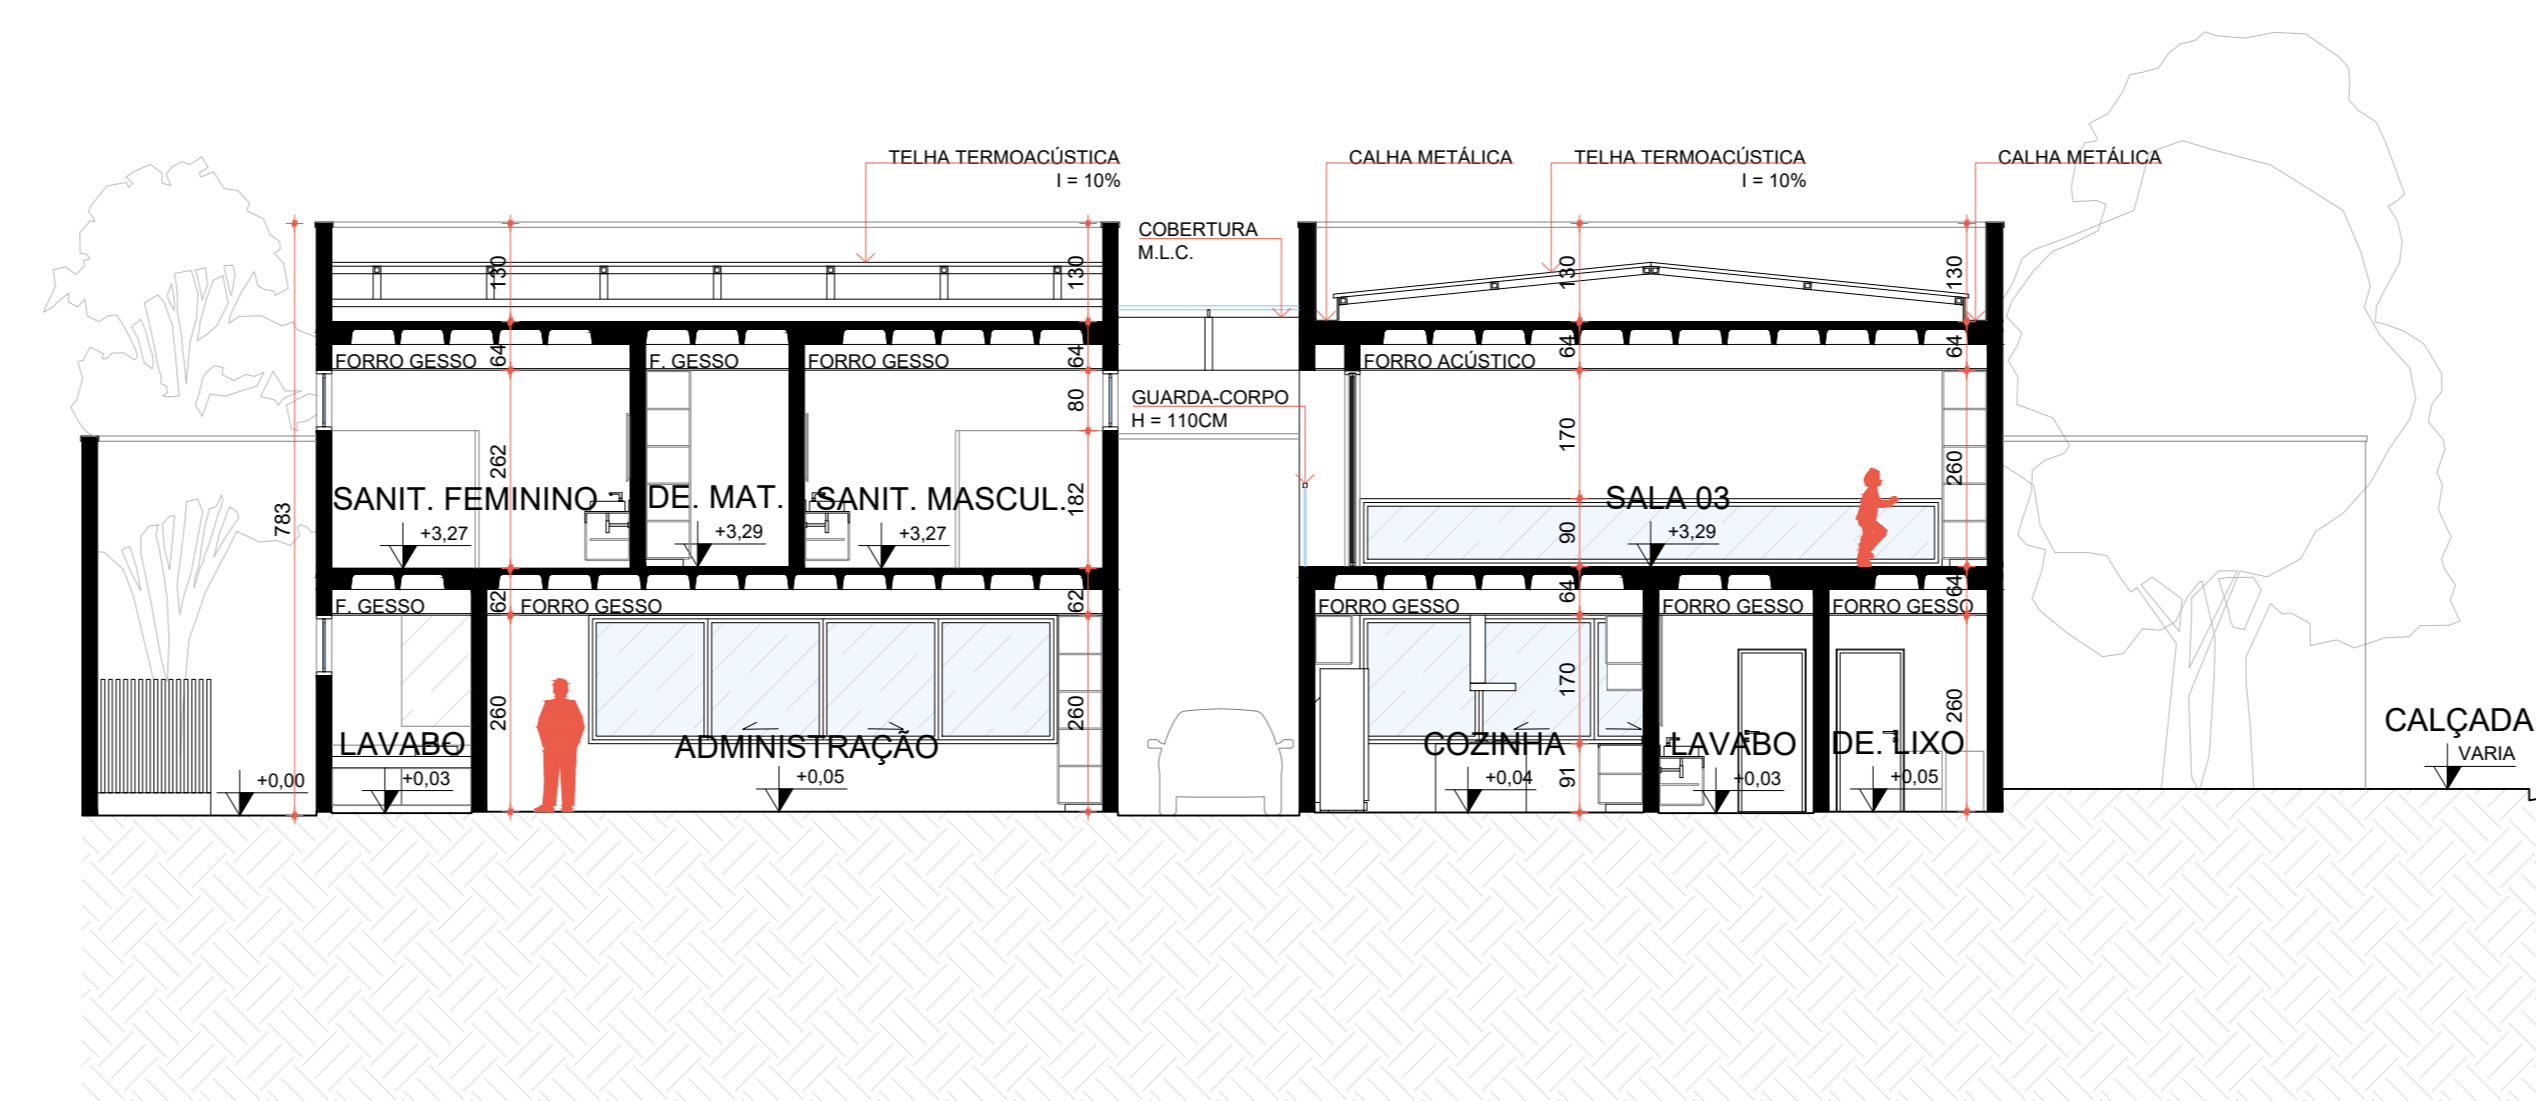 TELHA TERMOACÚSTICA
I = 10%
CALHA METÁLICA
TELHA TERMOACÚSTICA
I = 10%
CALHA METÁLICA
COBERTURA
M.L.C.
130
130
130
130
64
64
64
64
FORRO GESSO
F. GESSO
FORRO GESSO
FORRO ACÚSTICO
GUARDA-CORPO
H = 110CM
80
170
262
260
783
182
SANIT. FEMININO
DE. MAT.
SANIT. MASCUL.
SALA 03
+3,27
+3,29
+3,27
+3,29
90
62
62
64
64
F. GESSO
FORRO GESSO
FORRO GESSO
FORRO GESSO
FORRO GESSO
260
260
170
260
91
LAVABO
ADMINISTRAÇÃO
COZINHA
LAVABO
DE. LIXO
CALÇADA
VARIA
+0,00
+0,03
+0,05
+0,04
+0,03
+0,05